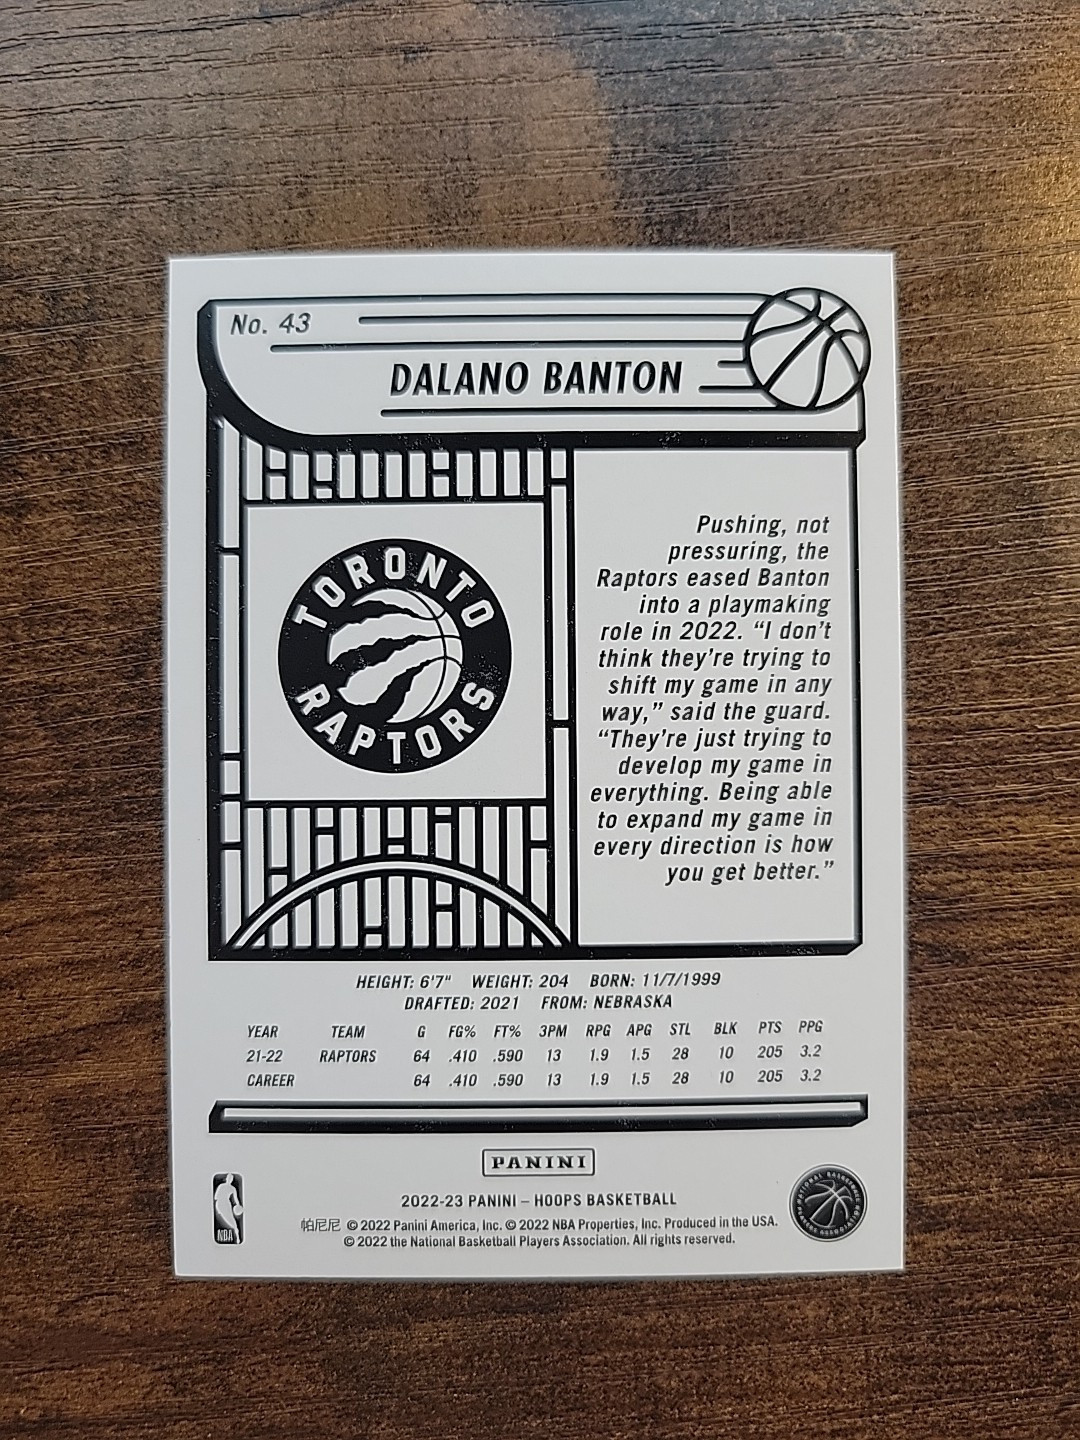 No. 43
DALANO BANTON
TORONTO
RAPTORS
Pushing, not
pressuring, the
Raptors eased Banton
into a playmaking
role in 2022. “I don’t
think they’re trying to
shift my game in any
way,” said the guard.
“They’re just trying to
develop my game in
everything. Being able
to expand my game in
every direction is how
you get better.”
HEIGHT: 6'7" WEIGHT: 204 BORN: 11/7/1999
DRAFTED: 2021 FROM: NEBRASKA
YEAR TEAM G FG% FT% 3PM RPG APG STL BLK PTS PPG
21-22 RAPTORS 64 .410 .590 13 1.9 1.5 28 10 205 3.2
CAREER 64 .410 .590 13 1.9 1.5 28 10 205 3.2
PANINI
2022-23 PANINI – HOOPS BASKETBALL
帕尼尼 © 2022 Panini America, Inc. © 2022 NBA Properties, Inc. Produced in the USA.
© 2022 the National Basketball Players Association. All rights reserved.
NBA
NATIONAL BASKETBALL
PLAYERS ASSOCIATION